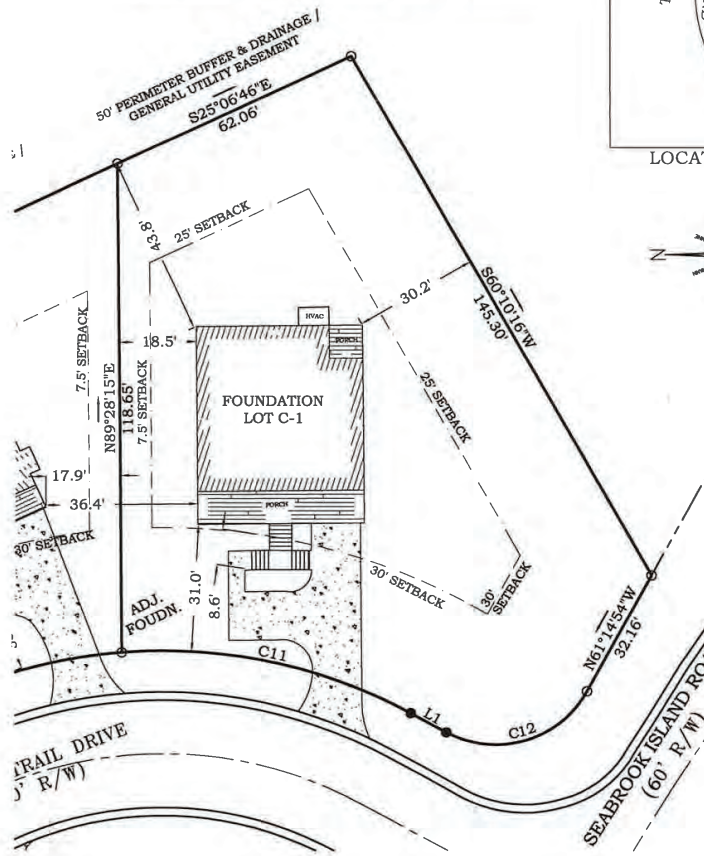 50' PERIMETER BUFFER & DRAINAGE /
GENERAL UTILITY EASEMENT
S25°06'46"E
62.06'
LOCAT
N
43.8'
25' SETBACK
30.2'
S60°10'16"W
145.30'
HVAC
PORCH
18.5'
7.5' SETBACK
N89°28'15"E
118.65'
7.5' SETBACK
FOUNDATION
LOT C-1
25' SETBACK
17.9'
36.4'
PORCH
30' SETBACK
30' SETBACK
30'
SETBACK
31.0'
8.6'
ADJ.
FOUDN.
C11
L1
C12
N61°14'54"W
32.16'
TRAIL DRIVE
0' R/W)
SEABROOK ISLAND RO
(60' R/W)